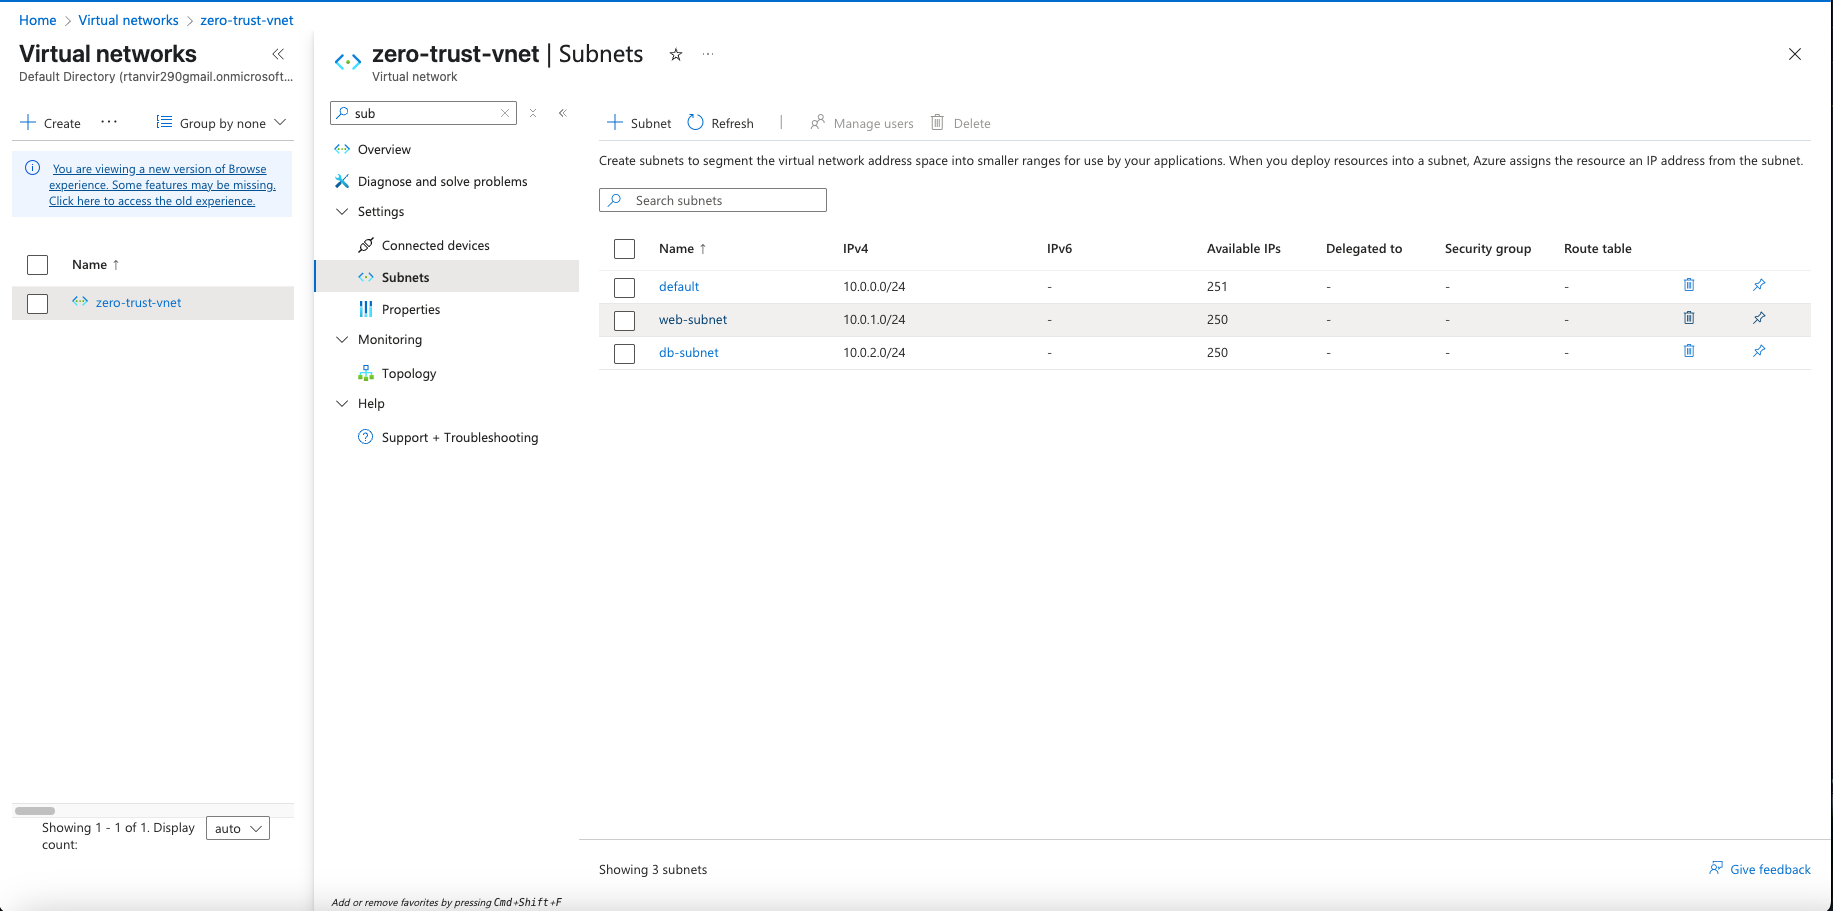 Home > Virtual networks > zero-trust-vnet
Virtual networks
Default Directory (rtanvir290gmail.onmicrosoft...
+ Create ··· Group by none
You are viewing a new version of Browse
experience. Some features may be missing.
Click here to access the old experience.
Name ↑
zero-trust-vnet
Showing 1 - 1 of 1. Display
count:
auto
zero-trust-vnet | Subnets
Virtual network
sub
Overview
Diagnose and solve problems
Settings
Connected devices
Subnets
Properties
Monitoring
Topology
Help
Support + Troubleshooting
Add or remove favorites by pressing Cmd+Shift+F
+ Subnet Refresh | Manage users Delete
Create subnets to segment the virtual network address space into smaller ranges for use by your applications. When you deploy resources into a subnet, Azure assigns the resource an IP address from the subnet.
Search subnets
Name ↑ IPv4 IPv6 Available IPs Delegated to Security group Route table
default 10.0.0.0/24 - 251 - - -
web-subnet 10.0.1.0/24 - 250 - - -
db-subnet 10.0.2.0/24 - 250 - - -
Showing 3 subnets
Give feedback